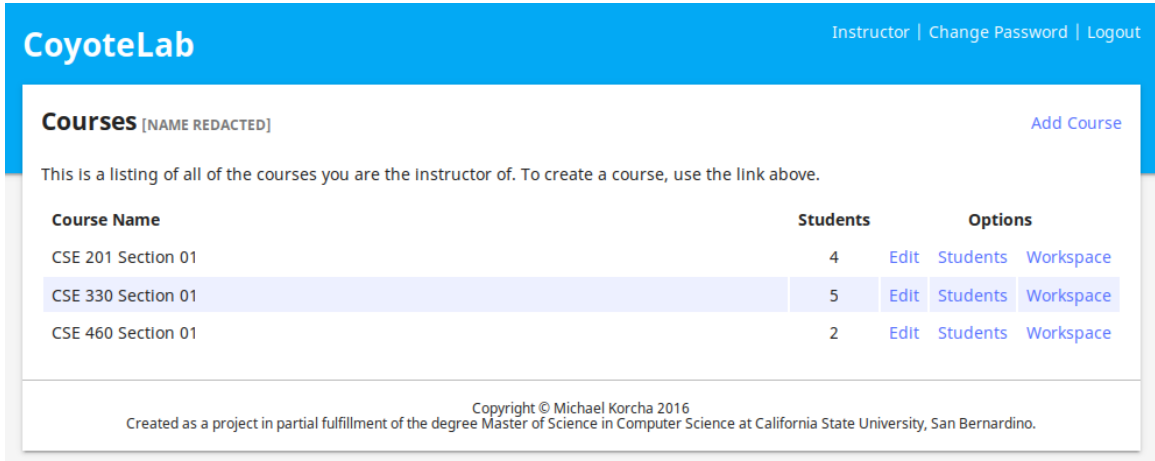 CoyoteLab
Instructor | Change Password | Logout
Courses [NAME REDACTED]
Add Course
This is a listing of all of the courses you are the instructor of. To create a course, use the link above.
Course Name Students Options
CSE 201 Section 01 4 Edit Students Workspace
CSE 330 Section 01 5 Edit Students Workspace
CSE 460 Section 01 2 Edit Students Workspace
Copyright © Michael Korcha 2016
Created as a project in partial fulfillment of the degree Master of Science in Computer Science at California State University, San Bernardino.